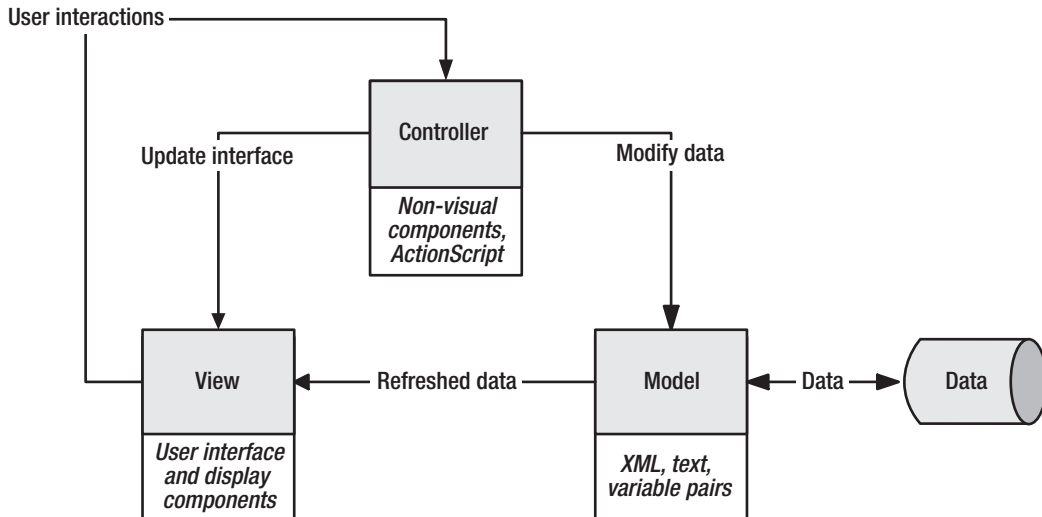 User interactions
Controller
Update interface
Modify data
Non-visual
components,
ActionScript
View
Refreshed data
Model
Data
Data
User interface
and display
components
XML, text,
variable pairs